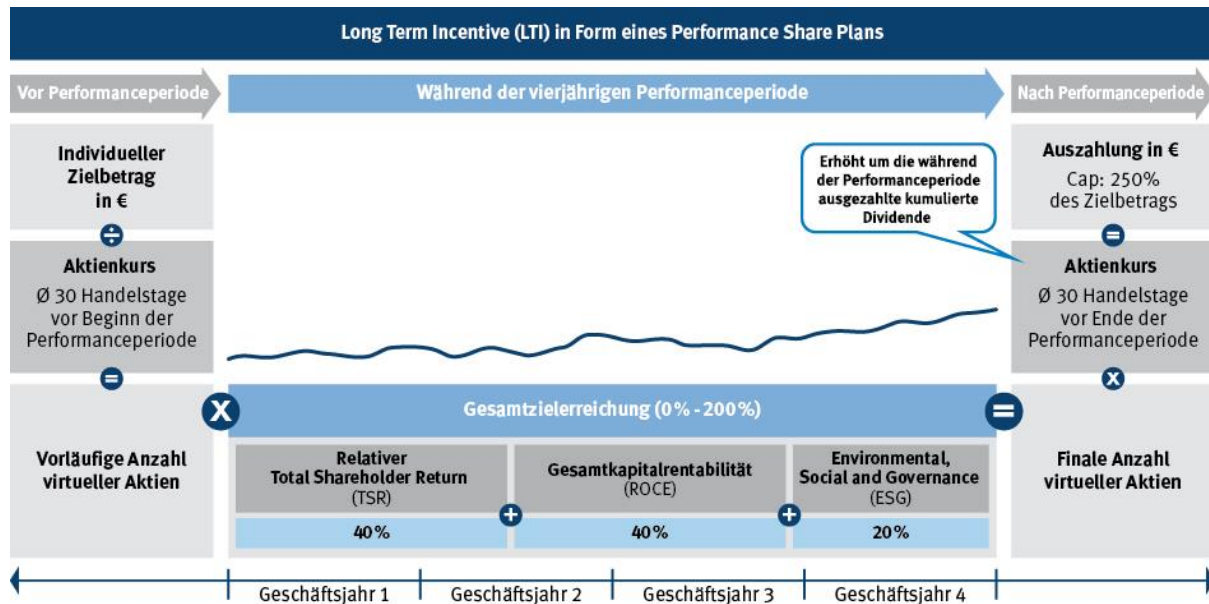 Long Term Incentive (LTI) in Form eines Performance Share Plans
Vor Performanceperiode
Während der vierjährigen Performanceperiode
Nach Performanceperiode
Individueller
Zielbetrag
in €
÷
Aktienkurs
Ø 30 Handelstage
vor Beginn der
Performanceperiode
=
Vorläufige Anzahl
virtueller Aktien
X
Erhöht um die während
der Performanceperiode
ausgezahlte kumulierte
Dividende
Gesamtzielerreichung (0% - 200%)
Relativer
Total Shareholder Return
(TSR)
40%
+
Gesamtkapitalrentabilität
(ROCE)
40%
+
Environmental,
Social and Governance
(ESG)
20%
=
Auszahlung in €
Cap: 250%
des Zielbetrags
=
Aktienkurs
Ø 30 Handelstage
vor Ende der
Performanceperiode
X
Finale Anzahl
virtueller Aktien
Geschäftsjahr 1
Geschäftsjahr 2
Geschäftsjahr 3
Geschäftsjahr 4